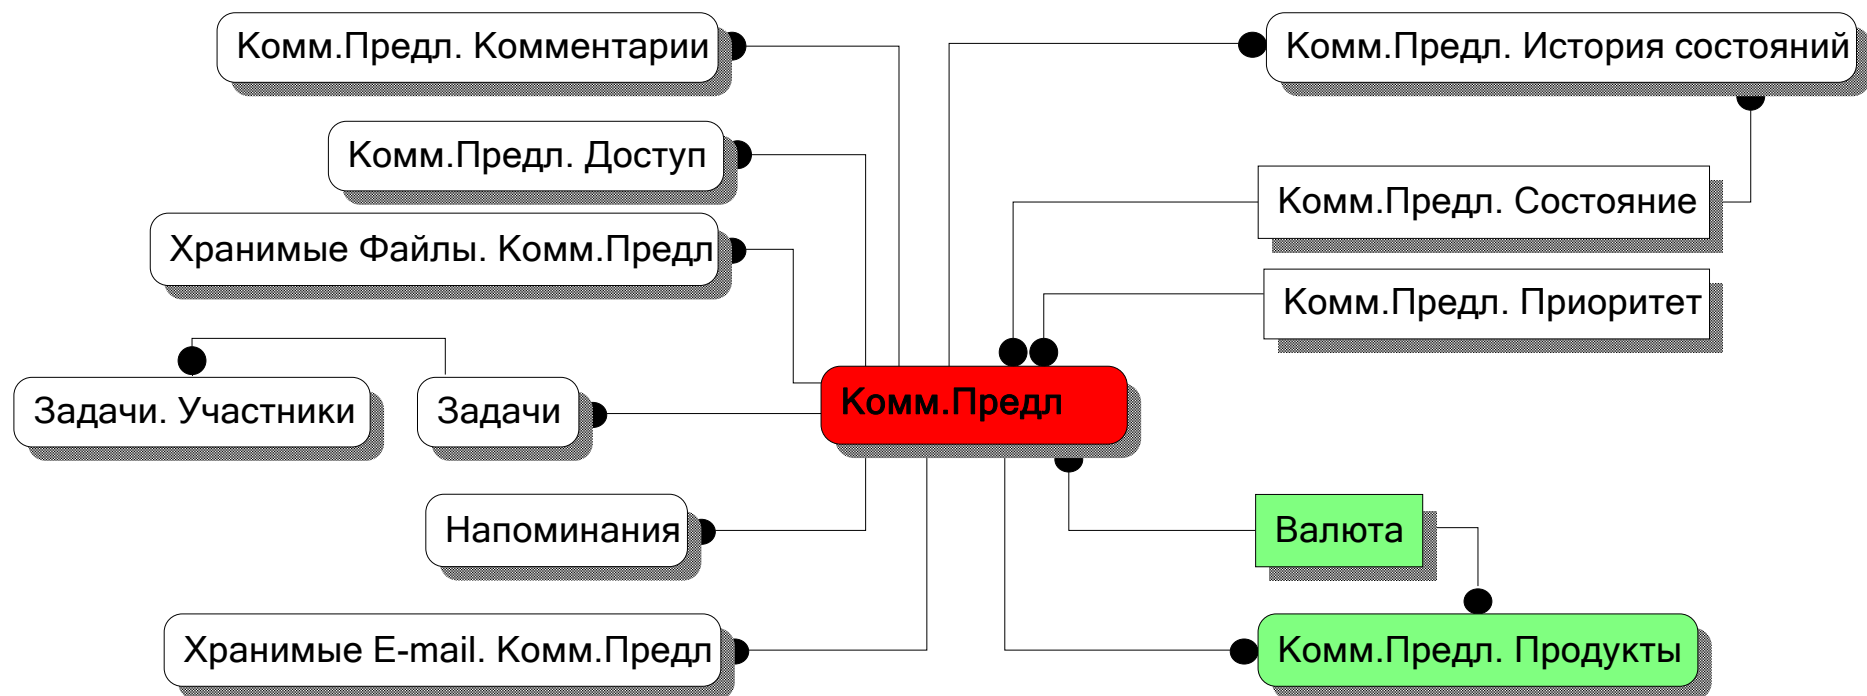 Комм.Предл. Комментарии
Комм.Предл. История состояний
Комм.Предл. Доступ
Комм.Предл. Состояние
Хранимые Файлы. Комм.Предл
Комм.Предл. Приоритет
Задачи. Участники
Задачи
Комм.Предл
Напоминания
Валюта
Хранимые E-mail. Комм.Предл
Комм.Предл. Продукты